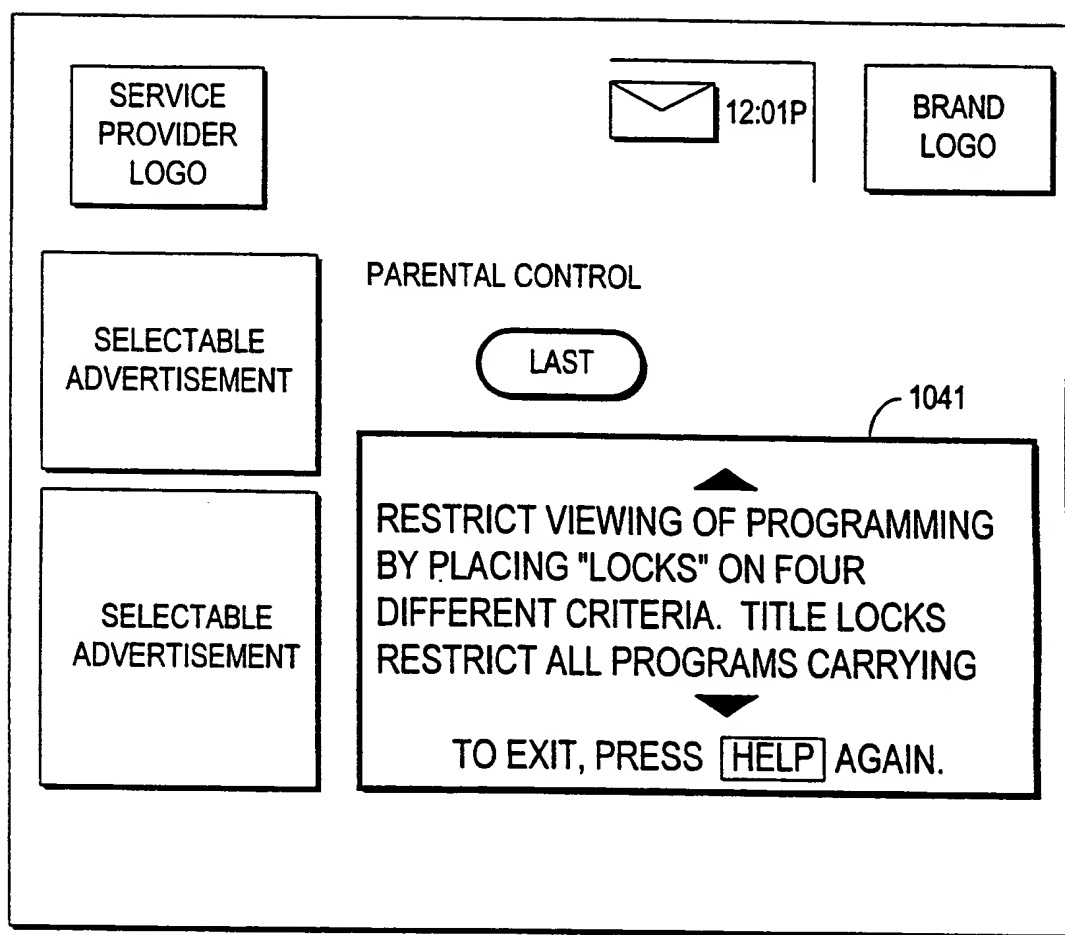 SERVICE
PROVIDER
LOGO
12:01P
BRAND
LOGO
SELECTABLE
ADVERTISEMENT
PARENTAL CONTROL
LAST
1041
RESTRICT VIEWING OF PROGRAMMING
BY PLACING "LOCKS" ON FOUR
DIFFERENT CRITERIA. TITLE LOCKS
RESTRICT ALL PROGRAMS CARRYING
TO EXIT, PRESS HELP AGAIN.
SELECTABLE
ADVERTISEMENT